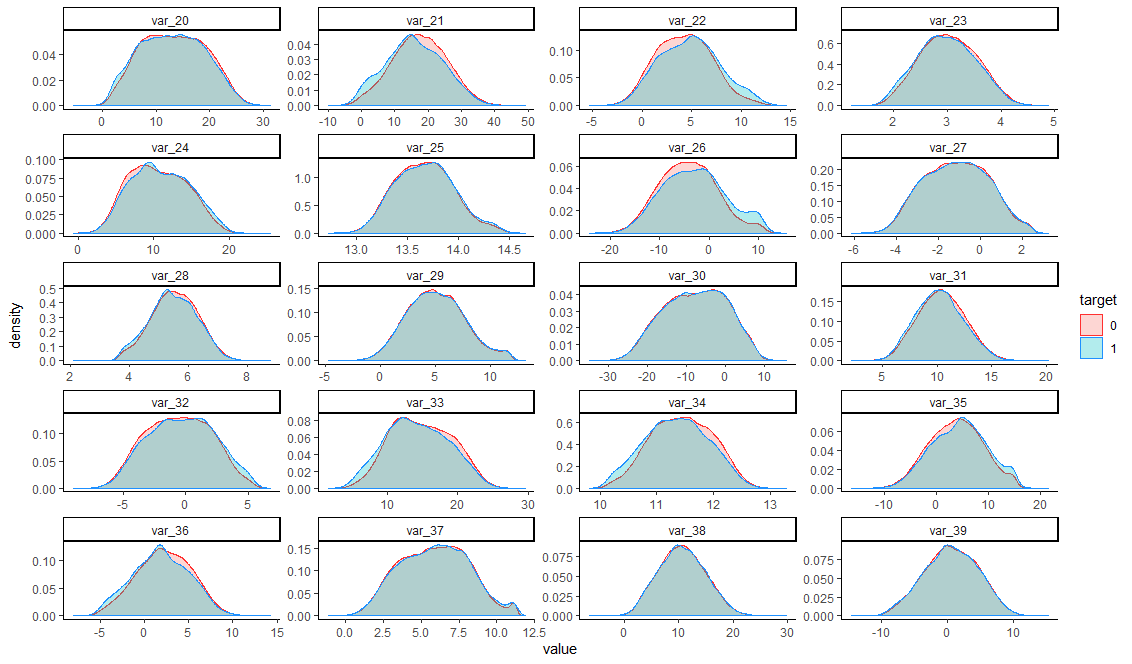 var_20 var_21 var_22 var_23
0.04 0.02 0.00
0.04 0.03 0.02 0.01 0.00
0.10 0.05 0.00
0.6 0.4 0.2 0.0
0 10 20 30
-10 0 10 20 30 40 50
-5 0 5 10 15
2 3 4 5
var_24 var_25 var_26 var_27
0.100 0.075 0.050 0.025 0.000
1.0 0.5 0.0
0.06 0.04 0.02 0.00
0.20 0.15 0.10 0.05 0.00
0 10 20
13.0 13.5 14.0 14.5
-20 -10 0 10
-6 -4 -2 0 2
var_28 var_29 var_30 var_31
0.5 0.4 0.3 0.2 0.1 0.0
0.15 0.10 0.05 0.00
0.04 0.03 0.02 0.01 0.00
0.15 0.10 0.05 0.00
2 4 6 8
-5 0 5 10
-30 -20 -10 0 10
5 10 15 20
var_32 var_33 var_34 var_35
0.10 0.05 0.00
0.08 0.06 0.04 0.02 0.00
0.6 0.4 0.2 0.0
0.06 0.04 0.02 0.00
-5 0 5
10 20 30
10 11 12 13
-10 0 10 20
var_36 var_37 var_38 var_39
0.10 0.05 0.00
0.15 0.10 0.05 0.00
0.075 0.050 0.025 0.000
0.075 0.050 0.025 0.000
-5 0 5 10 15
0.0 2.5 5.0 7.5 10.0 12.5
0 10 20 30
-10 0 10
density
value
target
0
1